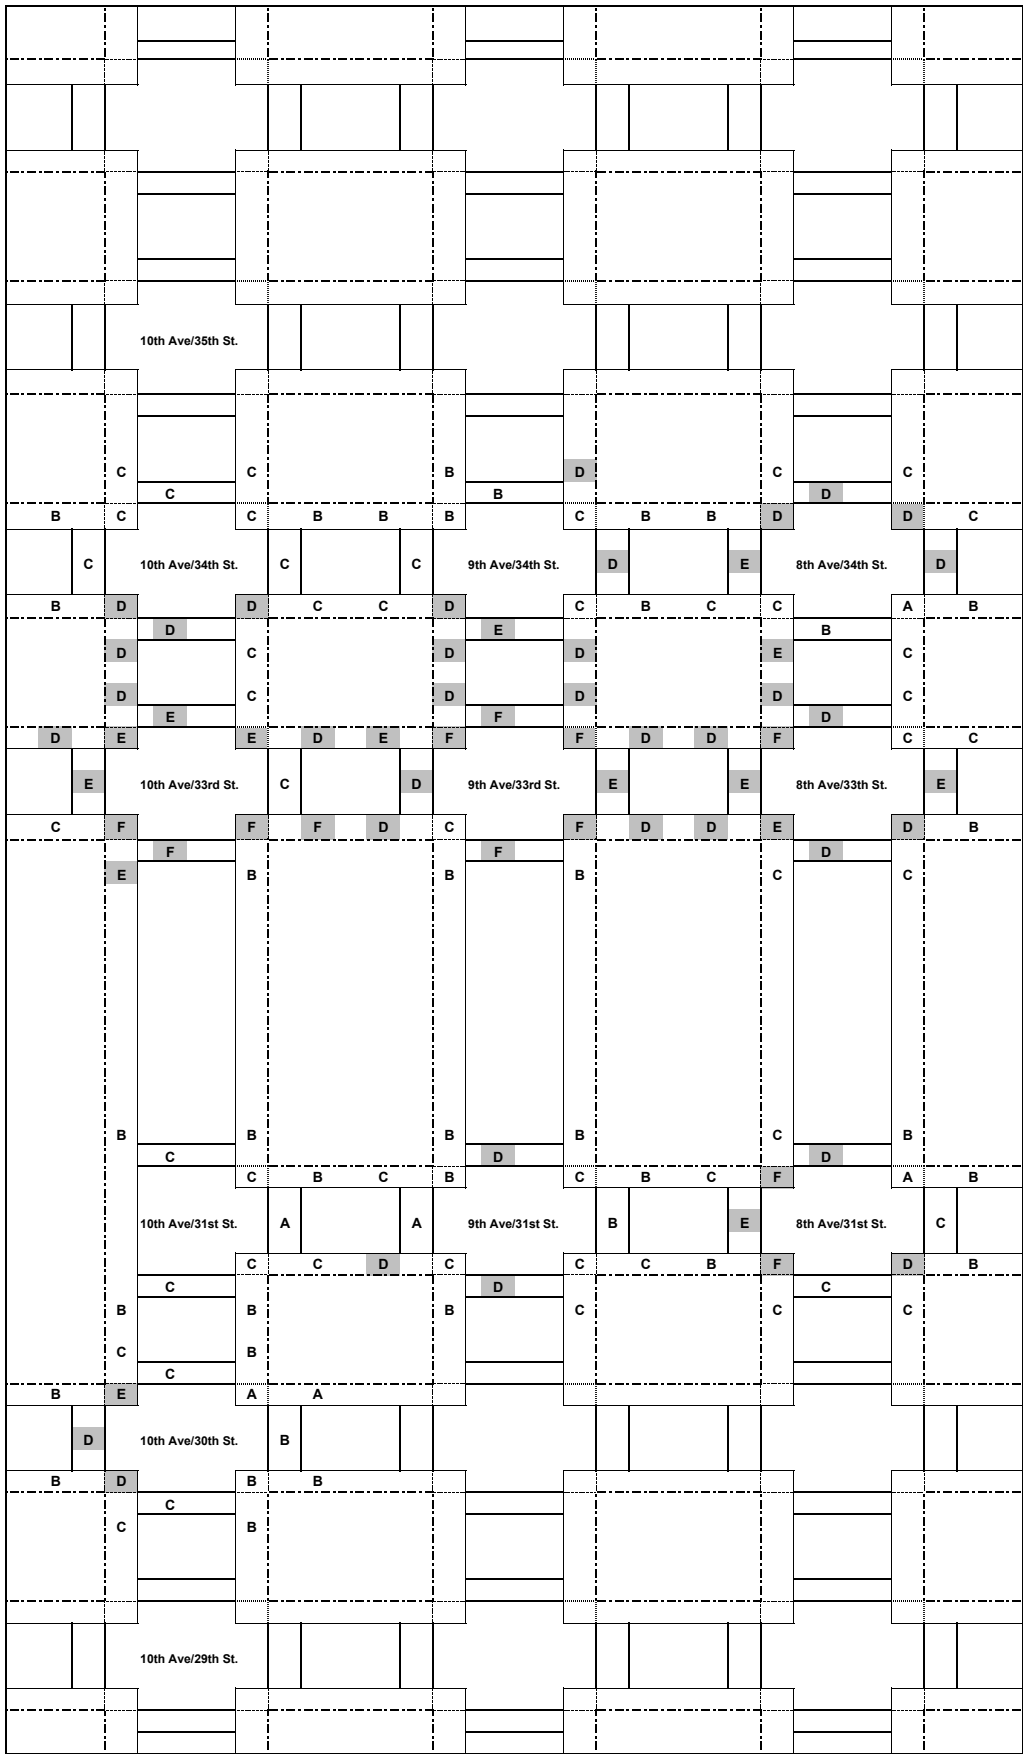 10th Ave/35th St.
C C B D C C
C B D
B C C B B B C B B D D C
C 10th Ave/34th St. C C 9th Ave/34th St. D E 8th Ave/34th St. D
B D D C C D C B C C A B
D E B
D C D D E C
D C D D D C
E F D
D E E D E F F D D F C C
E 10th Ave/33rd St. C D 9th Ave/33rd St. E E 8th Ave/33th St. E
C F F F D C F D D E D B
F F D
E B B B C C
B B B B C B
C D D
C B C B C B C F A B
10th Ave/31st St. A A 9th Ave/31st St. B E 8th Ave/31st St. C
C C D C C C B F D B
C D C
B B B C C C
C B
C
B E A A
D 10th Ave/30th St. B
B D B B
C
C B
10th Ave/29th St.